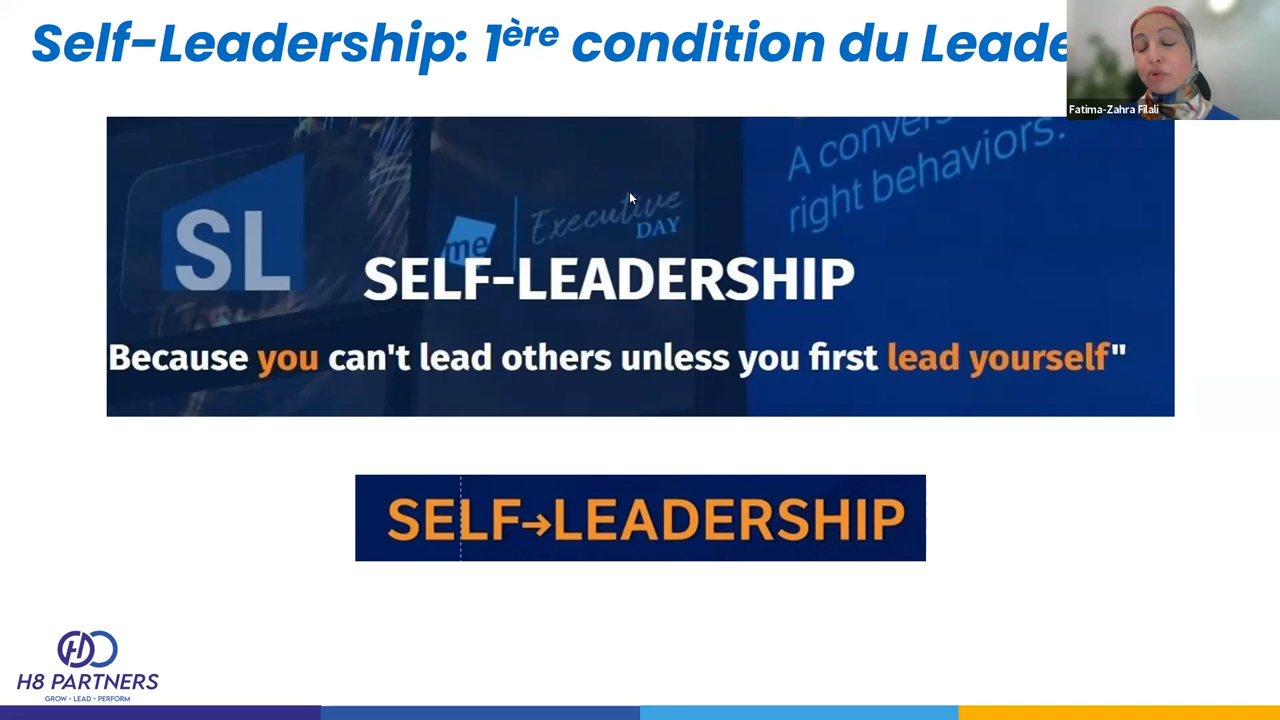 Self-Leadership: 1ère condition du Leade
Fatima-Zahra Filali
A convers
right behaviors.
SL
me
Executive
DAY
SELF-LEADERSHIP
Because you can't lead others unless you first lead yourself"
SELF→LEADERSHIP
H8 PARTNERS
GROW - LEAD - PERFORM